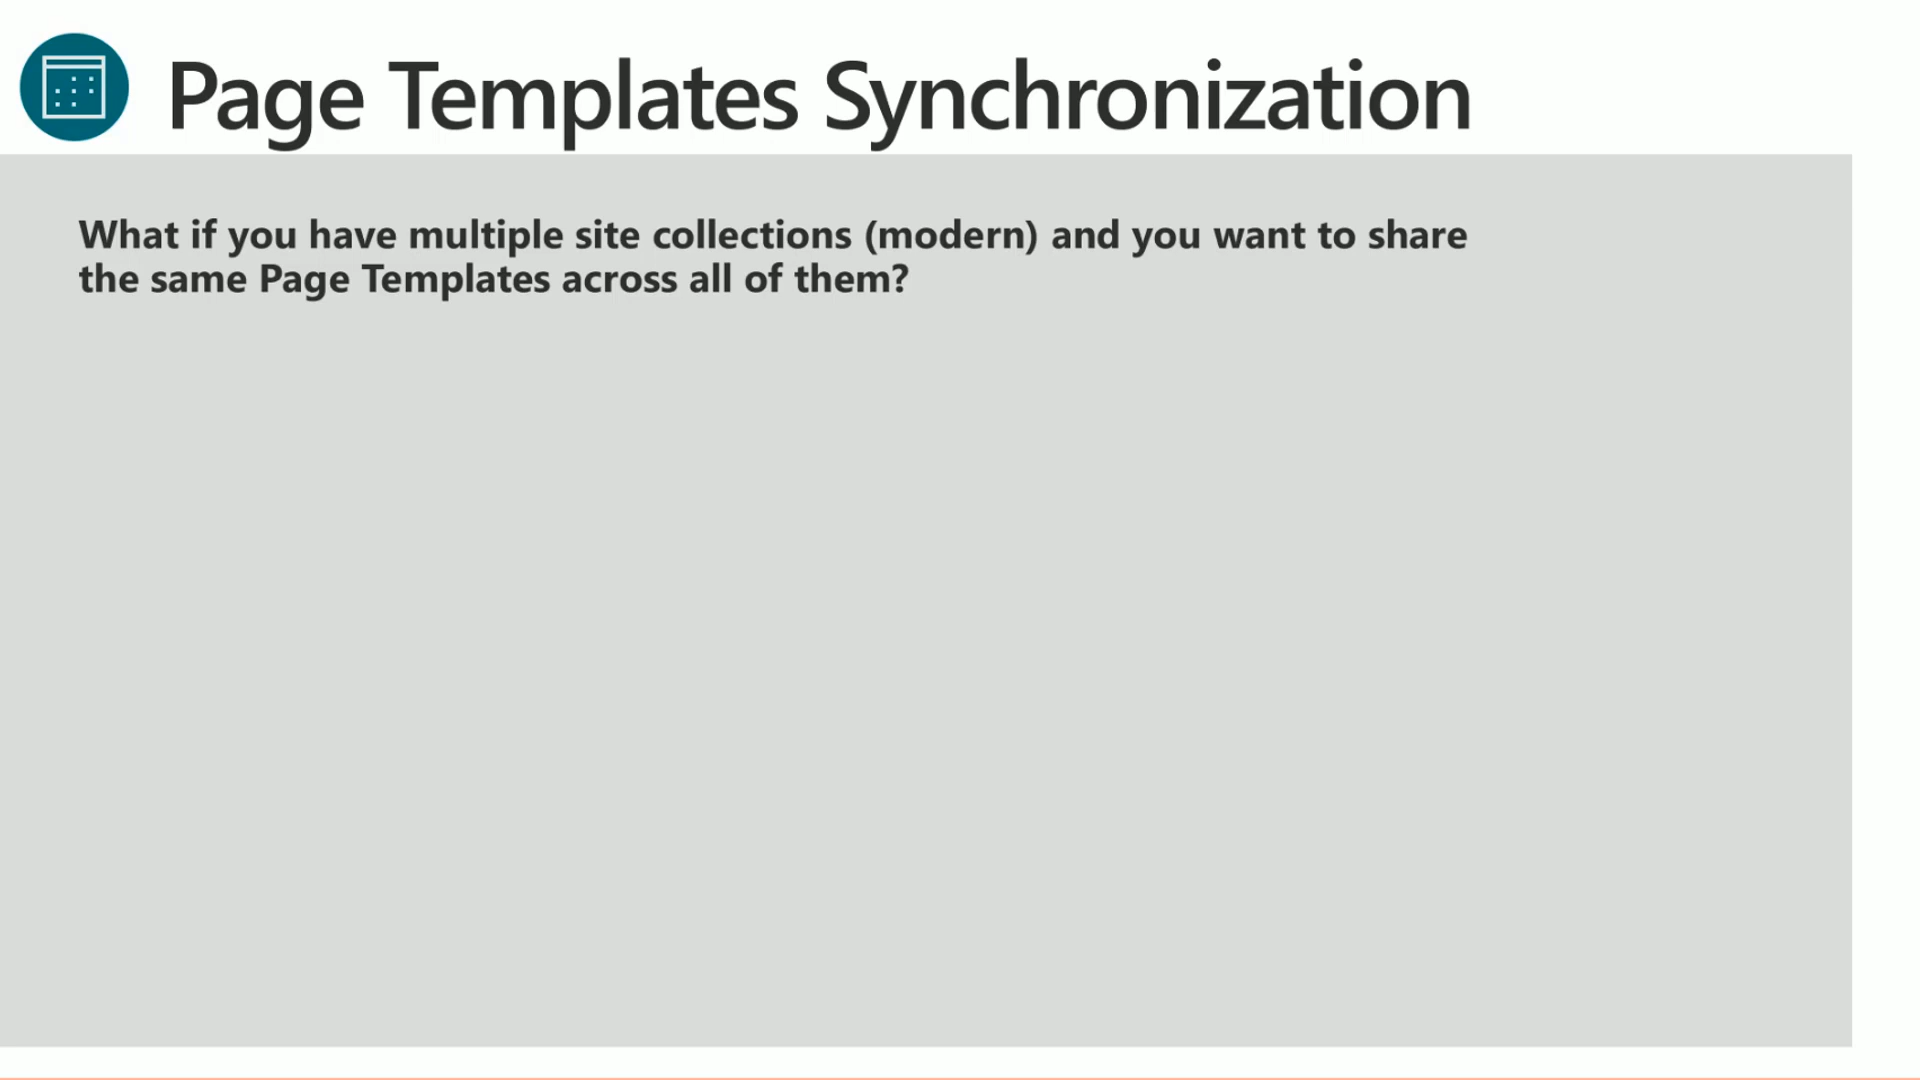 Page Templates Synchronization
What if you have multiple site collections (modern) and you want to share
the same Page Templates across all of them?